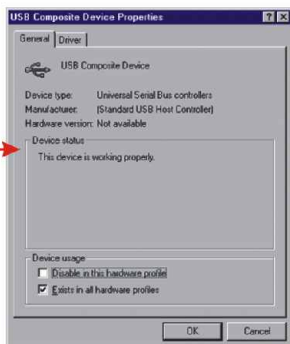 USB Composite Device Properties
General Driver
USB Composite Device
Device type: Universal Serial Bus controllers
Manufacturer: (Standard USB Host Controller)
Hardware version: Not available
Device status
This device is working properly.
Device usage
Disable in this hardware profile
Exists in all hardware profiles
OK Cancel